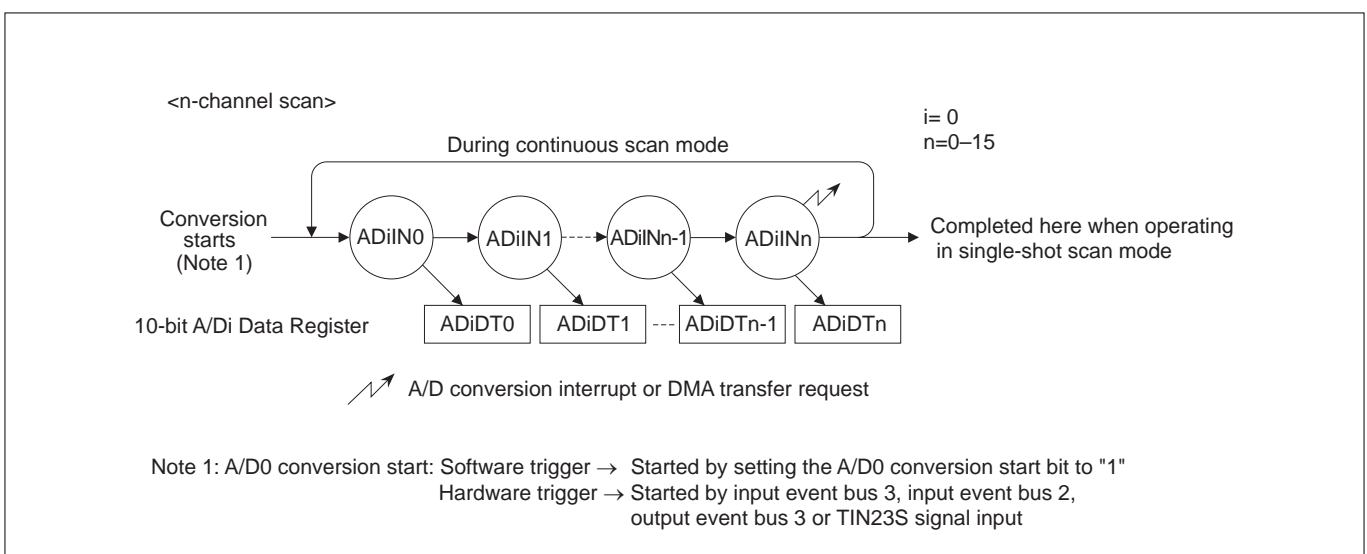 <n-channel scan>
i= 0
n=0–15
During continuous scan mode
Conversion
starts
(Note 1)
ADiIN0
ADiIN1
ADiINn-1
ADiINn
Completed here when operating
in single-shot scan mode
10-bit A/Di Data Register
ADiDT0
ADiDT1
ADiDTn-1
ADiDTn
A/D conversion interrupt or DMA transfer request
Note 1: A/D0 conversion start: Software trigger → Started by setting the A/D0 conversion start bit to "1"
Hardware trigger → Started by input event bus 3, input event bus 2,
output event bus 3 or TIN23S signal input